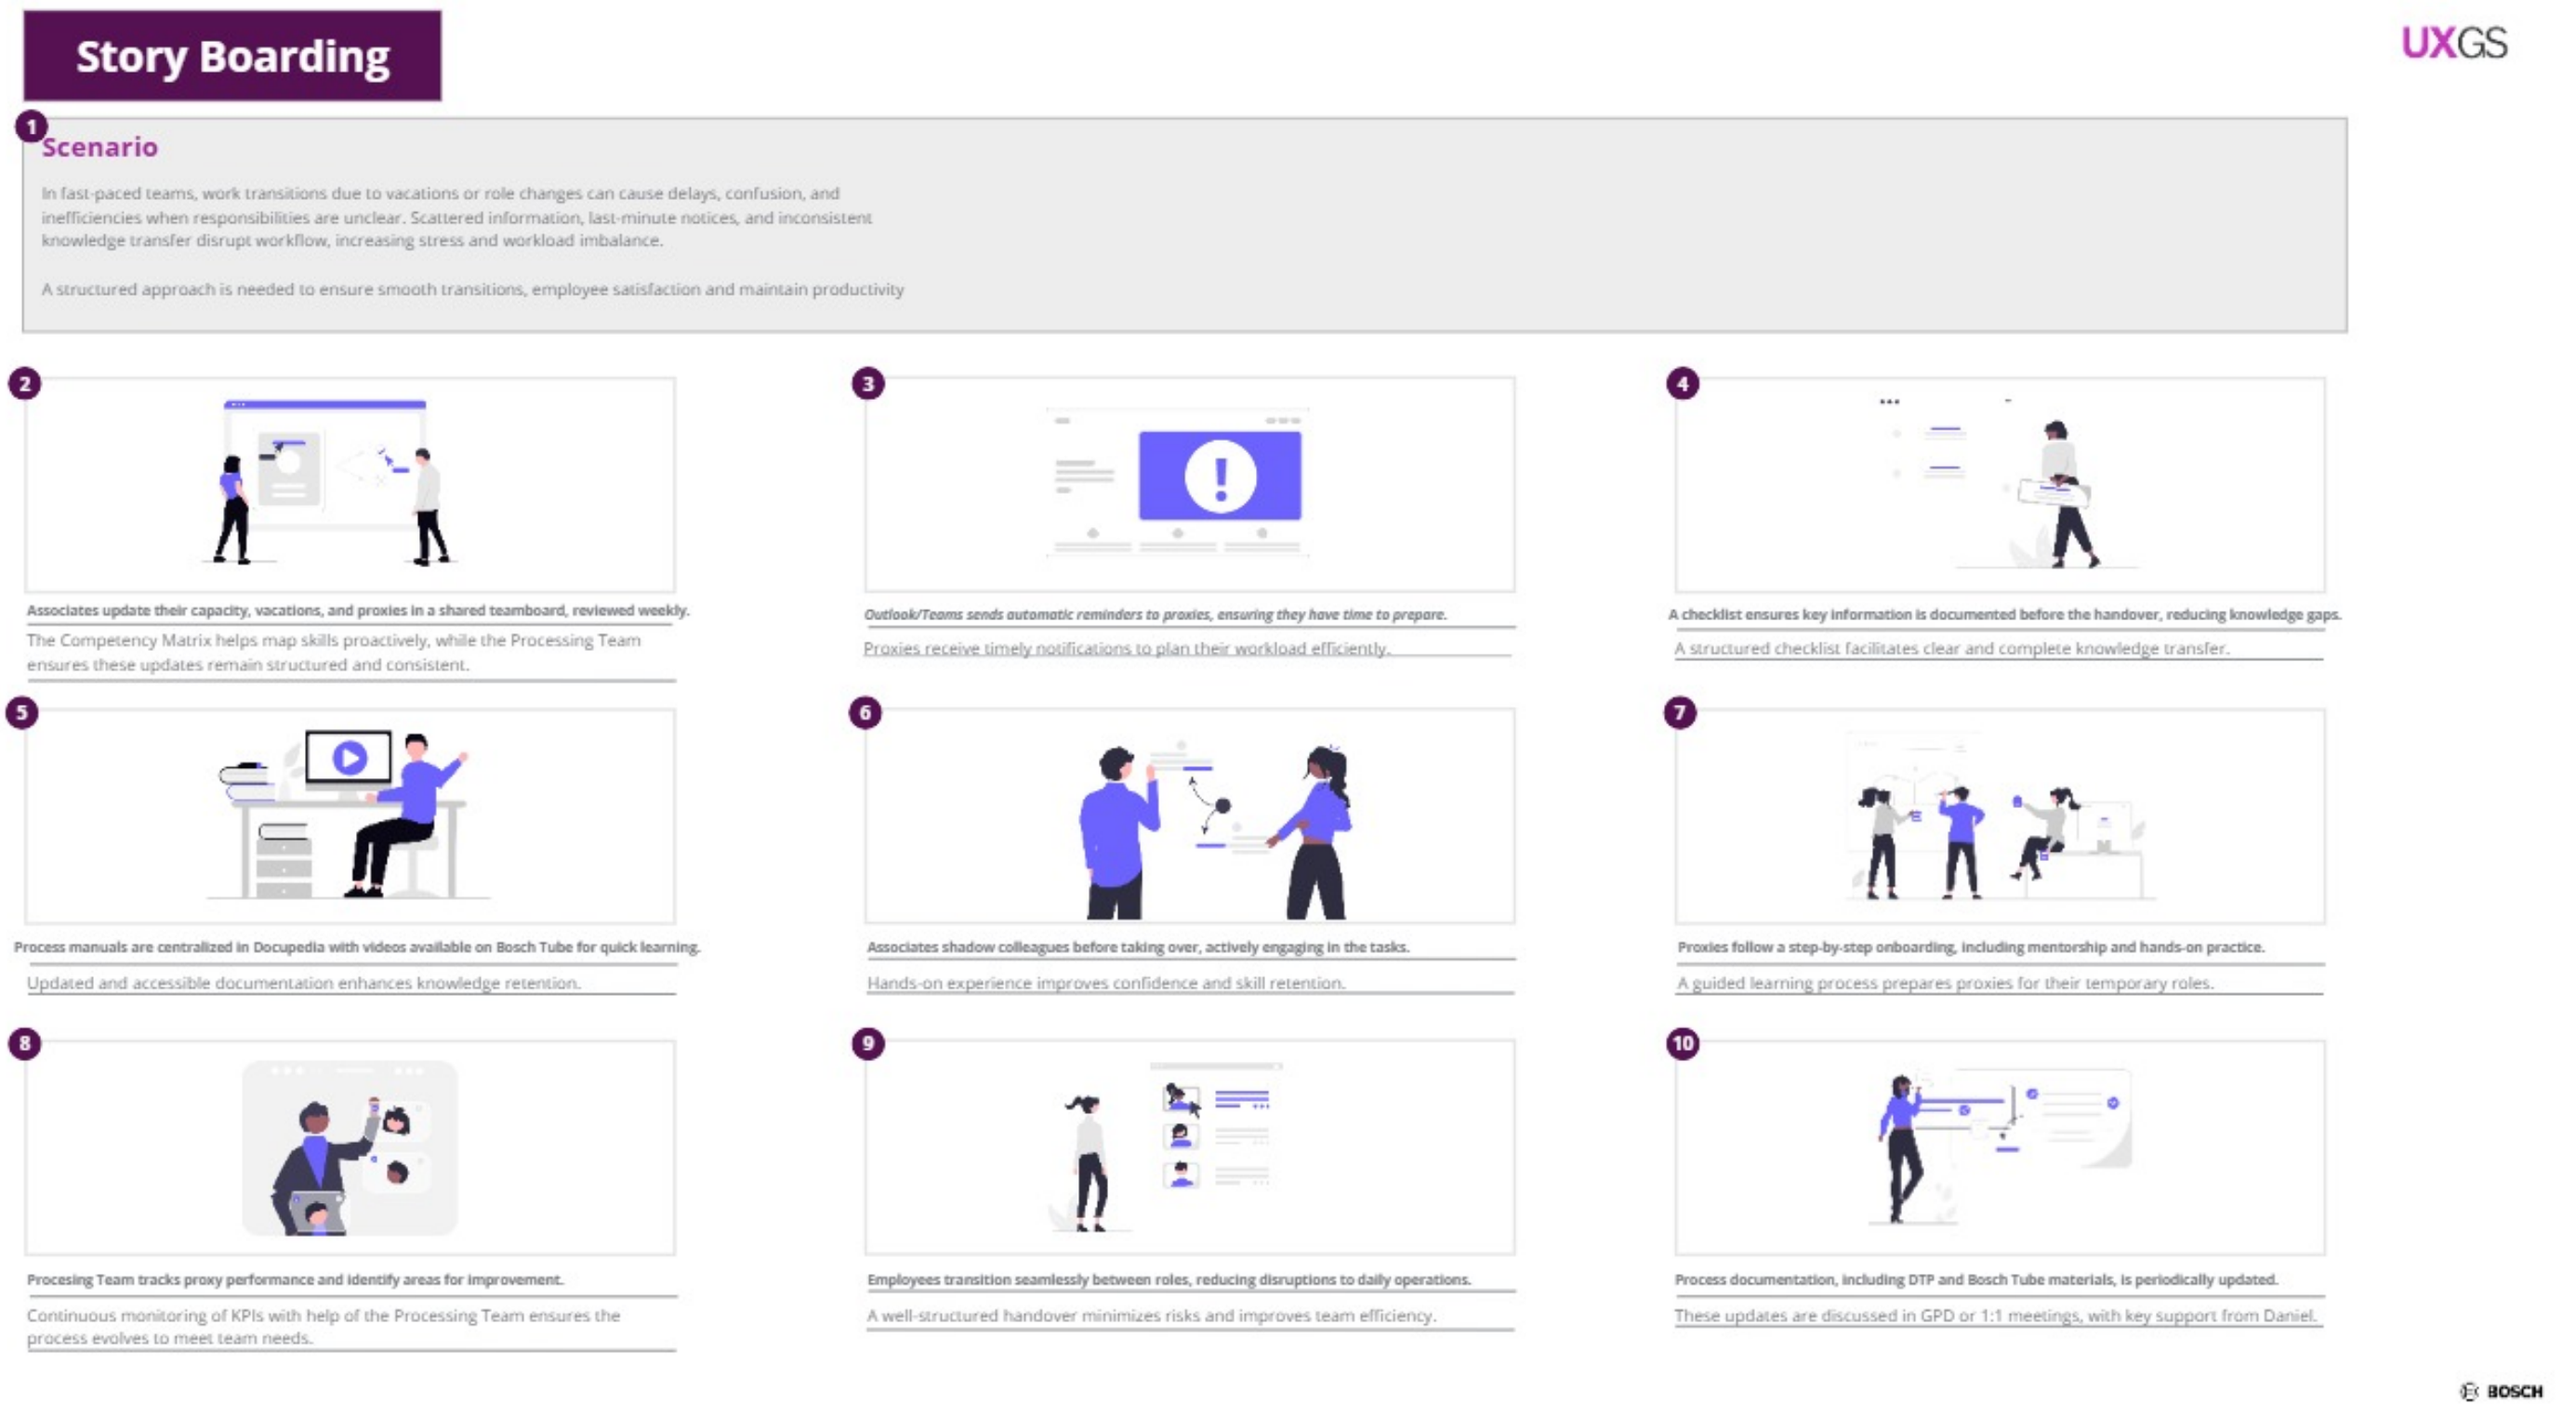 Story Boarding
UXGS
1
Scenario
In fast-paced teams, work transitions due to vacations or role changes can cause delays, confusion, and
inefficiencies when responsibilities are unclear. Scattered information, last-minute notices, and inconsistent
knowledge transfer disrupt workflow, increasing stress and workload imbalance.
A structured approach is needed to ensure smooth transitions, employee satisfaction and maintain productivity
2
Associates update their capacity, vacations, and proxies in a shared teamboard, reviewed weekly.
The Competency Matrix helps map skills proactively, while the Processing Team
ensures these updates remain structured and consistent.
3
Outlook/Teams sends automatic reminders to proxies, ensuring they have time to prepare.
Proxies receive timely notifications to plan their workload efficiently.
4
A checklist ensures key information is documented before the handover, reducing knowledge gaps.
A structured checklist facilitates clear and complete knowledge transfer.
5
Process manuals are centralized in Docupedia with videos available on Bosch Tube for quick learning.
Updated and accessible documentation enhances knowledge retention.
6
Associates shadow colleagues before taking over, actively engaging in the tasks.
Hands-on experience improves confidence and skill retention.
7
Proxies follow a step-by-step onboarding, including mentorship and hands-on practice.
A guided learning process prepares proxies for their temporary roles.
8
Procesing Team tracks proxy performance and identify areas for improvement.
Continuous monitoring of KPIs with help of the Processing Team ensures the
process evolves to meet team needs.
9
Employees transition seamlessly between roles, reducing disruptions to daily operations.
A well-structured handover minimizes risks and improves team efficiency.
10
Process documentation, including DTP and Bosch Tube materials, is periodically updated.
These updates are discussed in GPD or 1:1 meetings, with key support from Daniel.
BOSCH